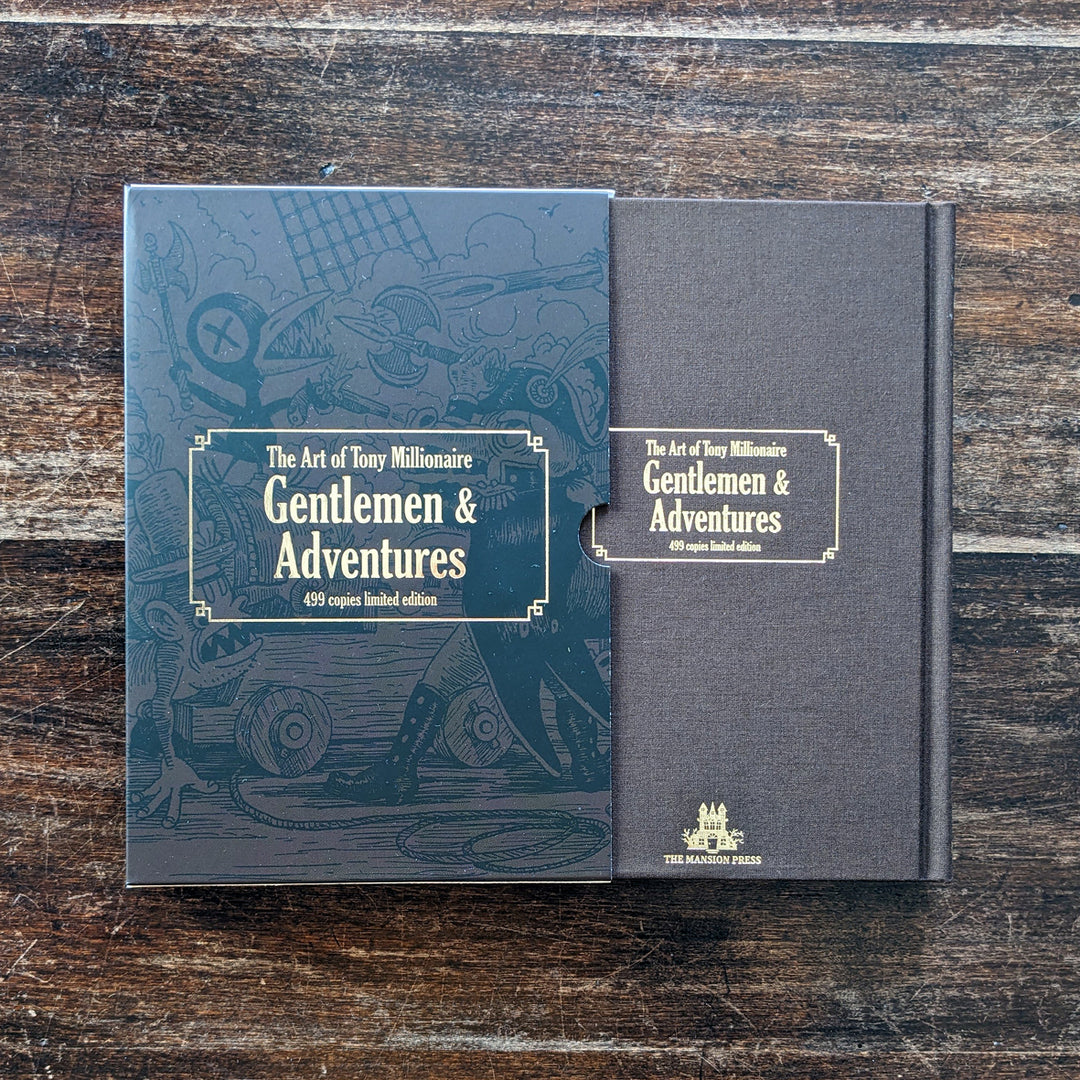 The Art of Tony Millionaire
Gentlemen &
Adventures
499 copies limited edition
The Art of Tony Millionaire
Gentlemen &
Adventures
499 copies limited edition
THE MANSION PRESS